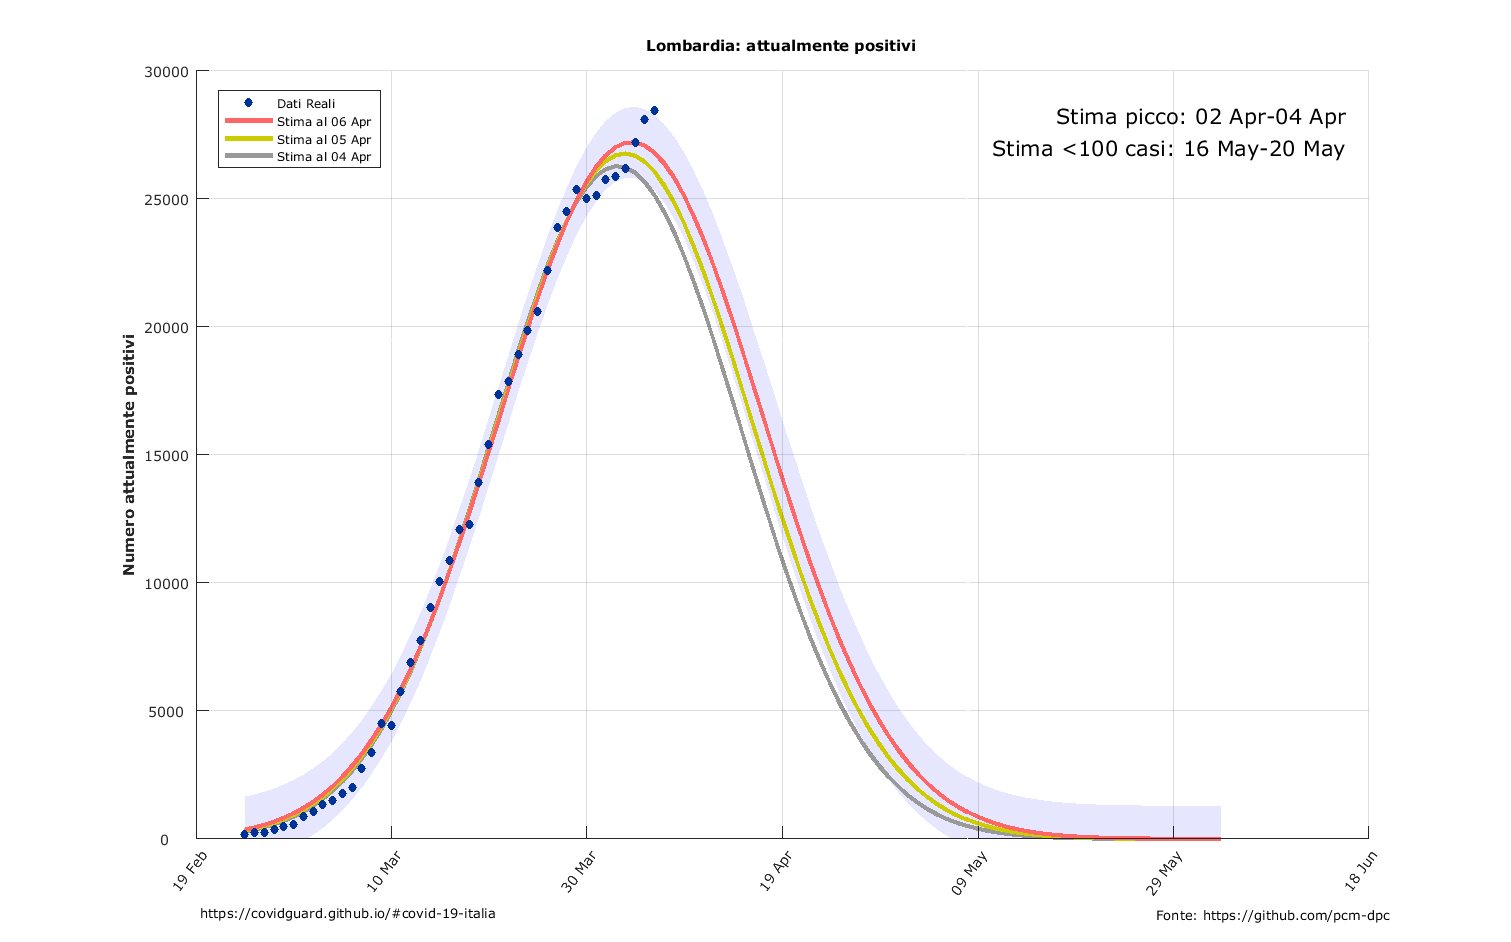 Lombardia: attualmente positivi
30000
25000
20000
15000
10000
5000
0
Numero attualmente positivi
Dati Reali
Stima al 06 Apr
Stima al 05 Apr
Stima al 04 Apr
Stima picco: 02 Apr-04 Apr
Stima <100 casi: 16 May-20 May
19 Feb
10 Mar
30 Mar
19 Apr
09 May
29 May
18 Jun
https://covidguard.github.io/#covid-19-italia
Fonte: https://github.com/pcm-dpc